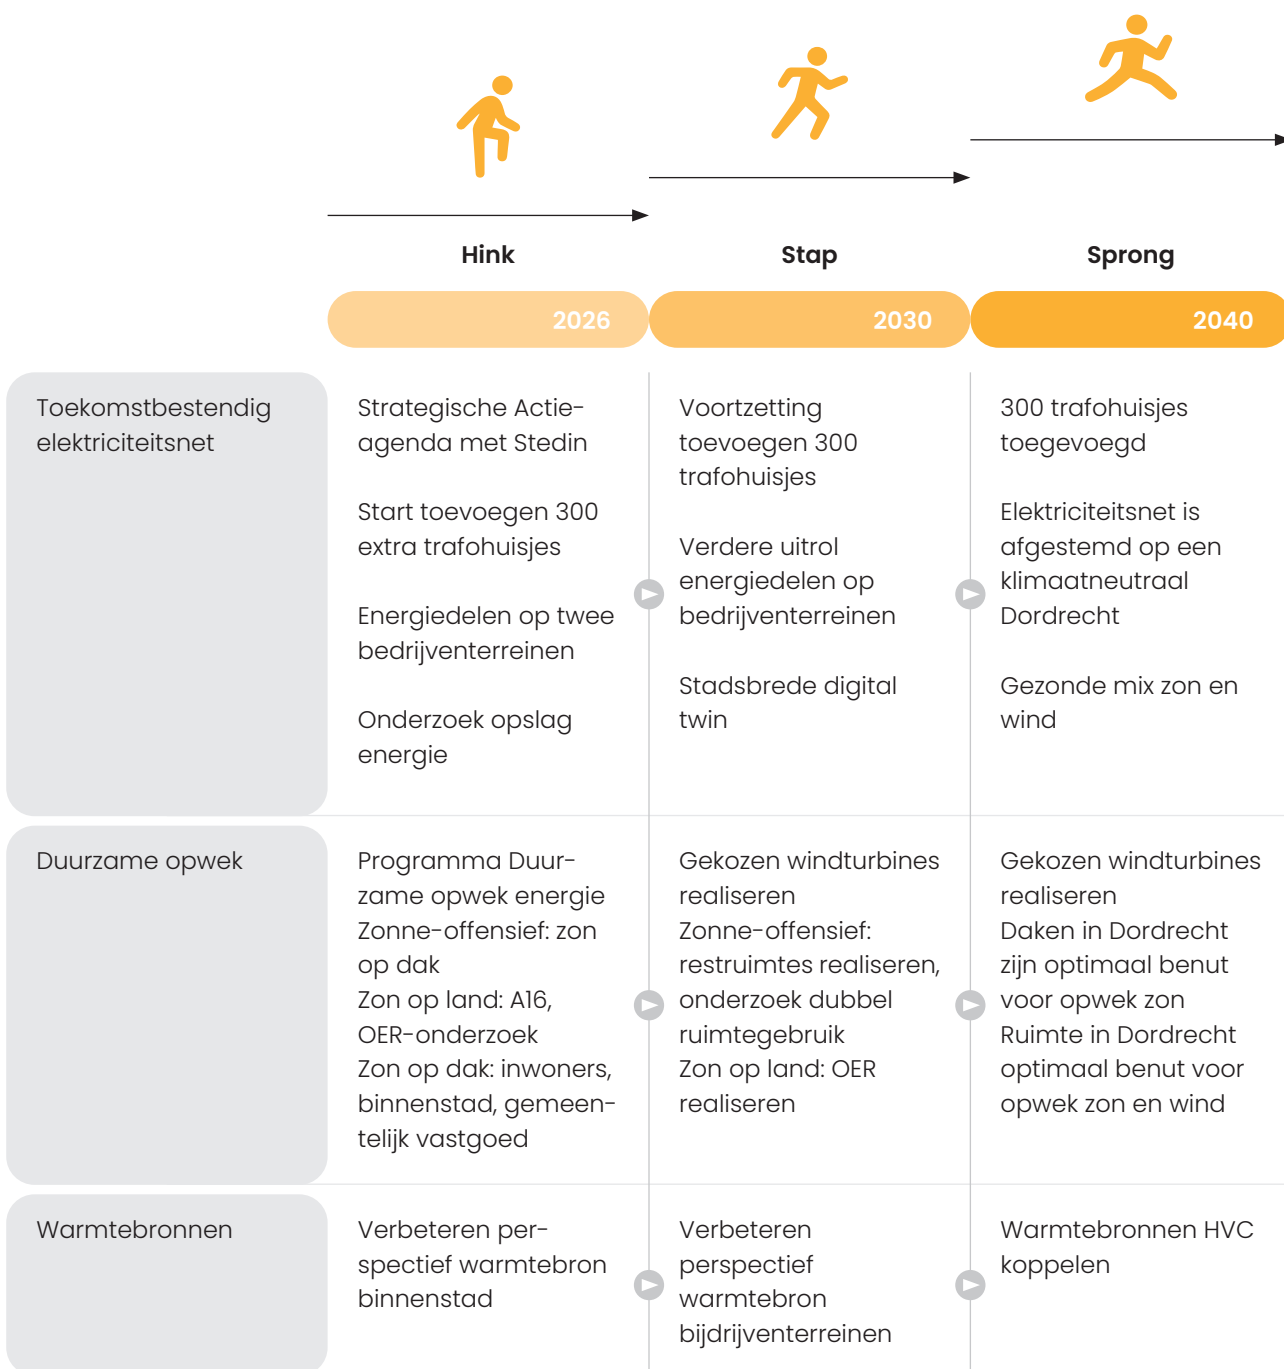 Hink
Stap
Sprong
2026
2030
2040
Toekomstbestendig
elektriciteitsnet
Strategische Actie-
agenda met Stedin
Start toevoegen 300
extra trafohuisjes
Energiedelen op twee
bedrijventerreinen
Onderzoek opslag
energie
Voortzetting
toevoegen 300
trafohuisjes
Verdere uitrol
energiedelen op
bedrijventerreinen
Stadsbrede digital
twin
300 trafohuisjes
toegevoegd
Elektriciteitsnet is
afgestemd op een
klimaatneutraal
Dordrecht
Gezonde mix zon en
wind
Duurzame opwek
Programma Duur-
zame opwek energie
Zonne-offensief: zon
op dak
Zon op land: A16,
OER-onderzoek
Zon op dak: inwoners,
binnenstad, gemeen-
telijk vastgoed
Gekozen windturbines
realiseren
Zonne-offensief:
restruimtes realiseren,
onderzoek dubbel
ruimtegebruik
Zon op land: OER
realiseren
Gekozen windturbines
realiseren
Daken in Dordrecht
zijn optimaal benut
voor opwek zon
Ruimte in Dordrecht
optimaal benut voor
opwek zon en wind
Warmtebronnen
Verbeteren per-
spectief warmtebron
binnenstad
Verbeteren
perspectief
warmtebron
bijdrijventerreinen
Warmtebronnen HVC
koppelen